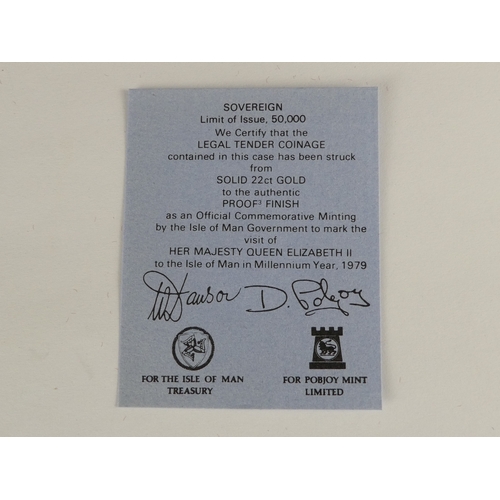 SOVEREIGN
Limit of Issue, 50,000
We Certify that the
LEGAL TENDER COINAGE
contained in this case has been struck
from
SOLID 22ct GOLD
to the authentic
PROOF³ FINISH
as an Official Commemorative Minting
by the Isle of Man Government to mark the
visit of
HER MAJESTY QUEEN ELIZABETH II
to the Isle of Man in Millennium Year, 1979
D. Pobjoy
FOR THE ISLE OF MAN
TREASURY
FOR POBJOY MINT
LIMITED